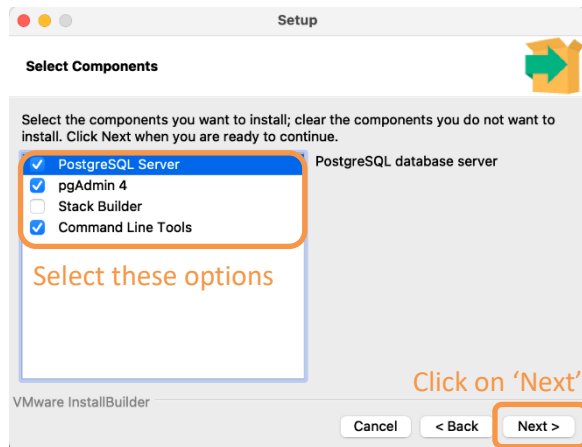 Setup
Select Components
Select the components you want to install; clear the components you do not want to
install. Click Next when you are ready to continue.
PostgreSQL Server
PostgreSQL database server
pgAdmin 4
Stack Builder
Command Line Tools
Select these options
Click on ‘Next’
VMware InstallBuilder
Cancel
< Back
Next >